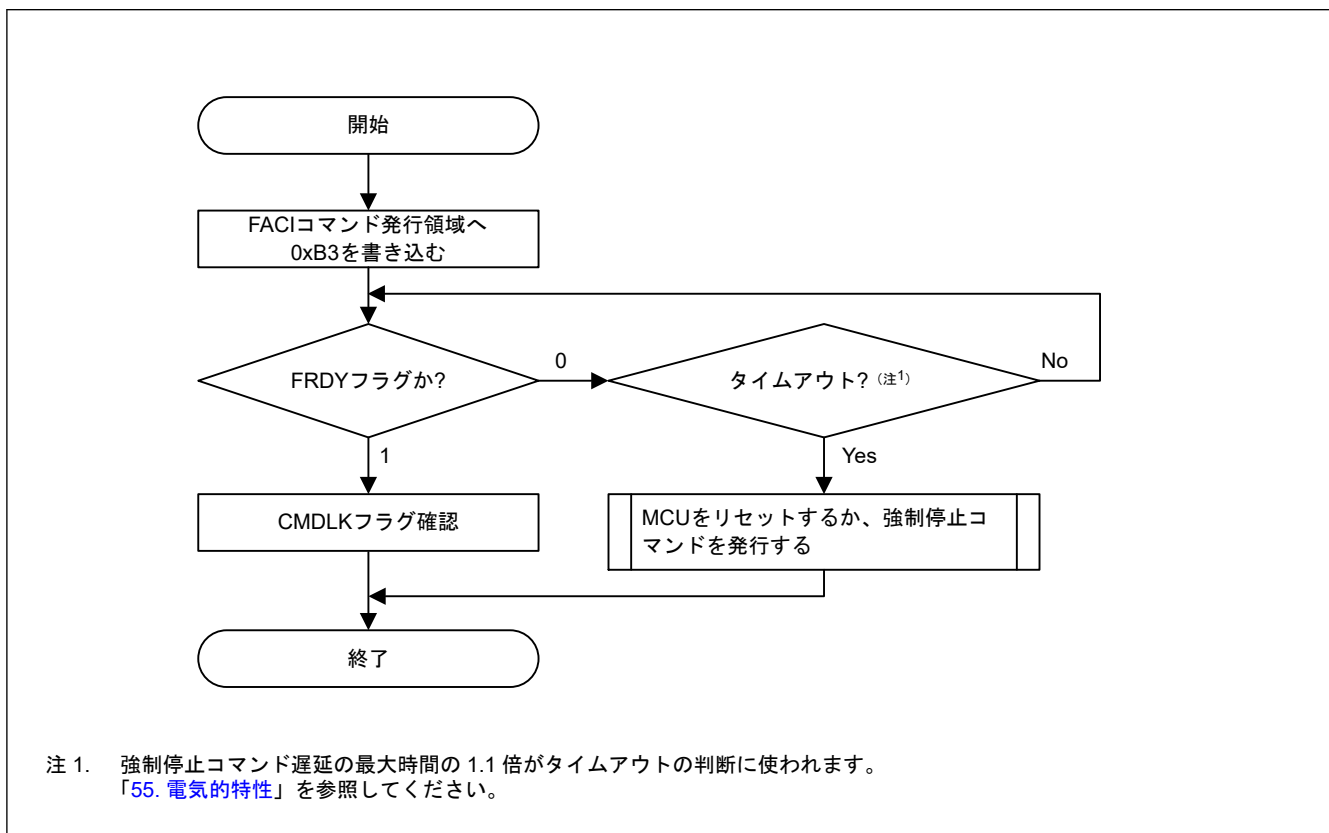 開始
FACIコマンド発行領域へ
0xB3を書き込む
FRDYフラグか?
0
タイムアウト?（注1）
No
1
Yes
CMDLKフラグ確認
MCUをリセットするか、強制停止コ
マンドを発行する
終了
注 1. 強制停止コマンド遅延の最大時間の 1.1 倍がタイムアウトの判断に使われます。
「55. 電気的特性」を参照してください。